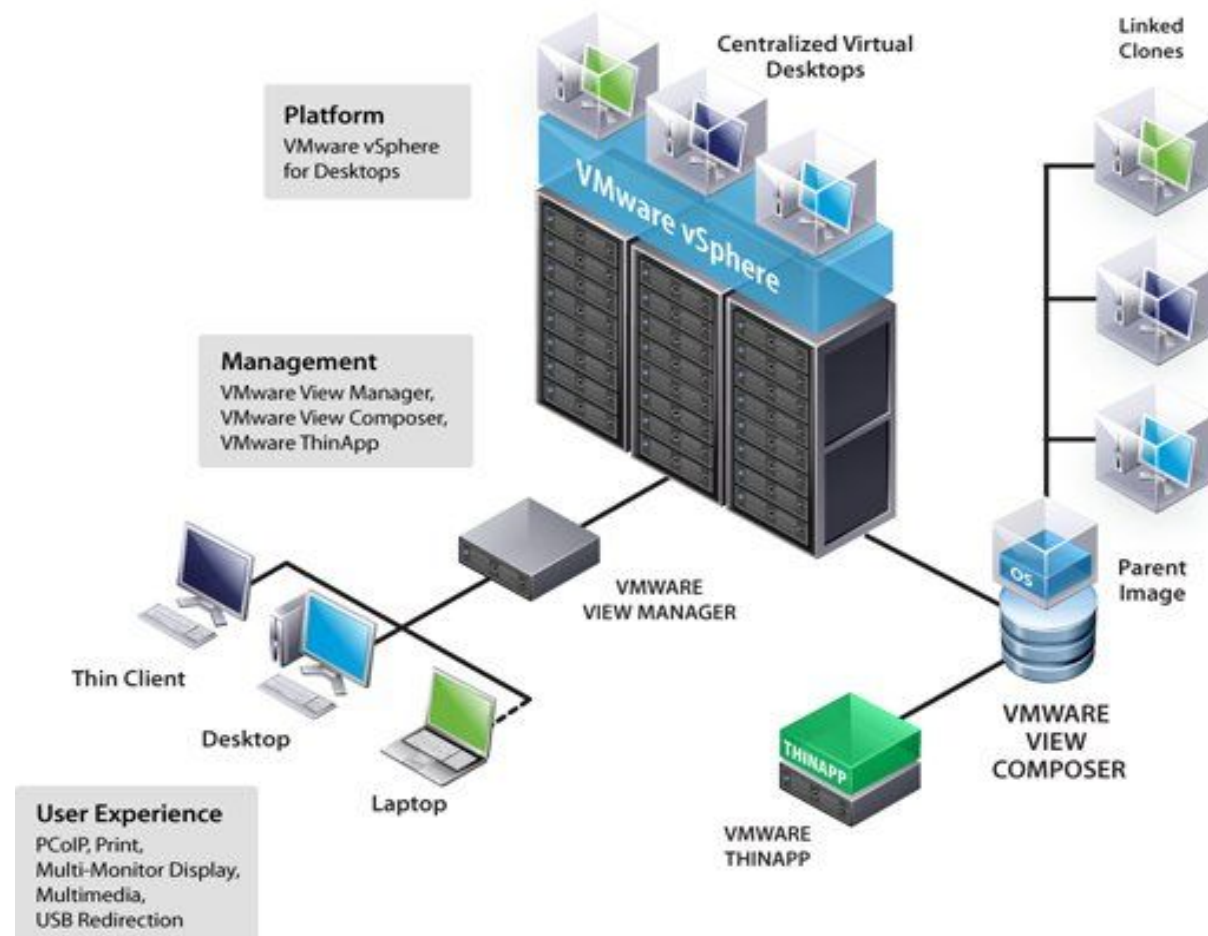 Centralized Virtual
Desktops
Linked
Clones
Platform
VMware vSphere
for Desktops
VMware vSphere
Management
VMware View Manager,
VMware View Composer,
VMware ThinApp
VMWARE
VIEW MANAGER
OS
Parent
Image
Thin Client
Desktop
Laptop
THINAPP
VMWARE
THINAPP
VMWARE
VIEW
COMPOSER
User Experience
PCoIP, Print,
Multi-Monitor Display,
Multimedia,
USB Redirection